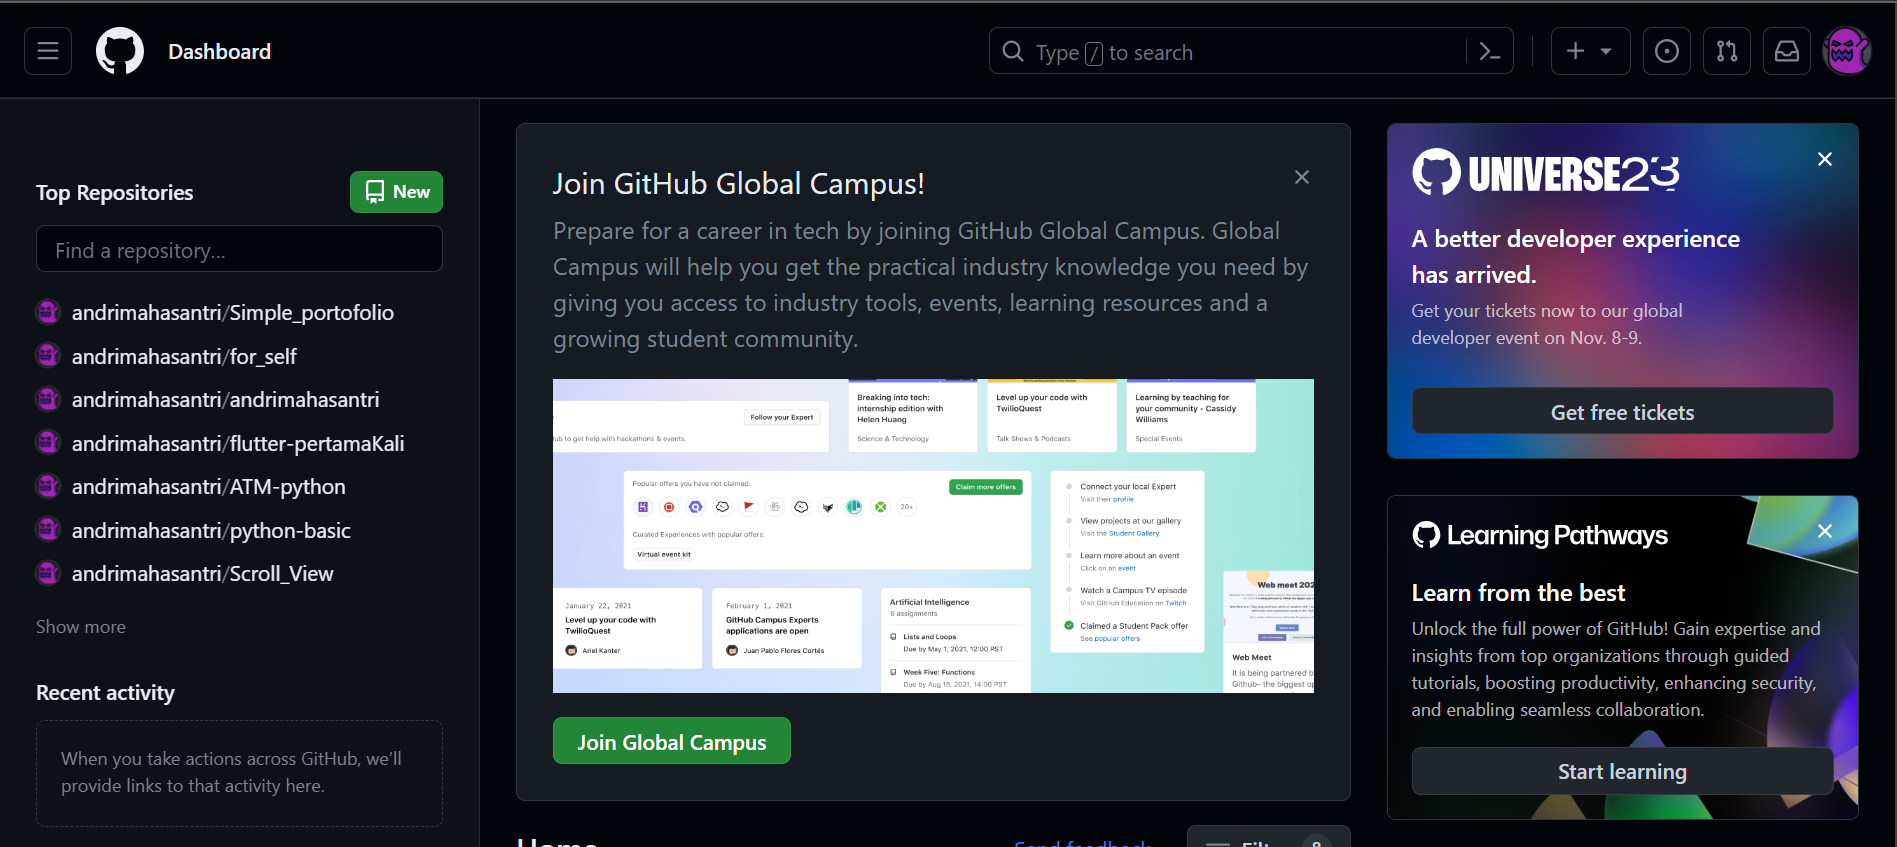 Dashboard
Type / to search
Top Repositories
New
Find a repository...
andrimahasantri/Simple_portofolio
andrimahasantri/for_self
andrimahasantri/andrimahasantri
andrimahasantri/flutter-pertamaKali
andrimahasantri/ATM-python
andrimahasantri/python-basic
andrimahasantri/Scroll_View
Show more
Recent activity
When you take actions across GitHub, we'll
provide links to that activity here.
Join GitHub Global Campus!
Prepare for a career in tech by joining GitHub Global Campus. Global
Campus will help you get the practical industry knowledge you need by
giving you access to industry tools, events, learning resources and a
growing student community.
Follow your Expert
to get help with hackathons & events.
Breaking into tech:
internship edition with
Helen Huang
Science & Technology
Level up your code with
TwilioQuest
Talk Shows & Podcasts
Learning by teaching for
your community - Cassidy
Williams
Special Events
Popular offers you have not claimed:
Claim more offers
20+
Curated Experiences with popular offers:
Virtual event kit
Connect your local Expert
Visit their profile
View projects at our gallery
Visit the Student Gallery
Learn more about an event
Click on an event
Watch a Campus TV episode
Visit GitHub Education on Twitch
Claimed a Student Pack offer
See popular offers
January 22, 2021
Level up your code with
TwilioQuest
Ariel Kanter
February 1, 2021
GitHub Campus Experts
applications are open
Juan Pablo Flores Cortés
Artificial Intelligence
6 assignments
Lists and Loops
Due by May 1, 2021, 12:00 PST
Week Five: Functions
Due by Aug 15, 2021, 14:00 PST
Web meet 202
Web Meet
It is being partnered b
Github- the biggest op
Join Global Campus
Home
Send feedback
Filter 8
UNIVERSE23
A better developer experience
has arrived.
Get your tickets now to our global
developer event on Nov. 8-9.
Get free tickets
Learning Pathways
Learn from the best
Unlock the full power of GitHub! Gain expertise and
insights from top organizations through guided
tutorials, boosting productivity, enhancing security,
and enabling seamless collaboration.
Start learning